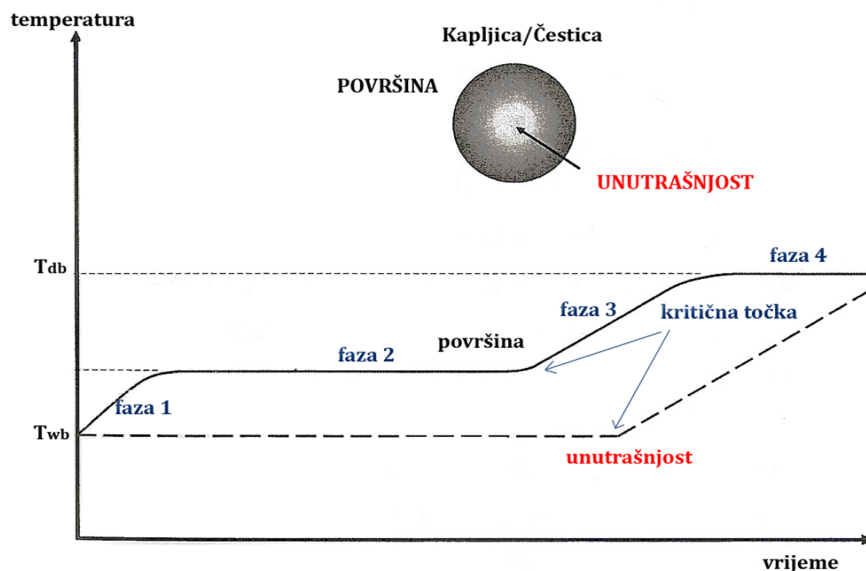 temperatura
Kapljica/Čestica
POVRŠINA
UNUTRAŠNJOST
Tdb
faza 4
faza 3
kritična točka
površina
faza 2
faza 1
Twb
unutrašnjost
vrijeme